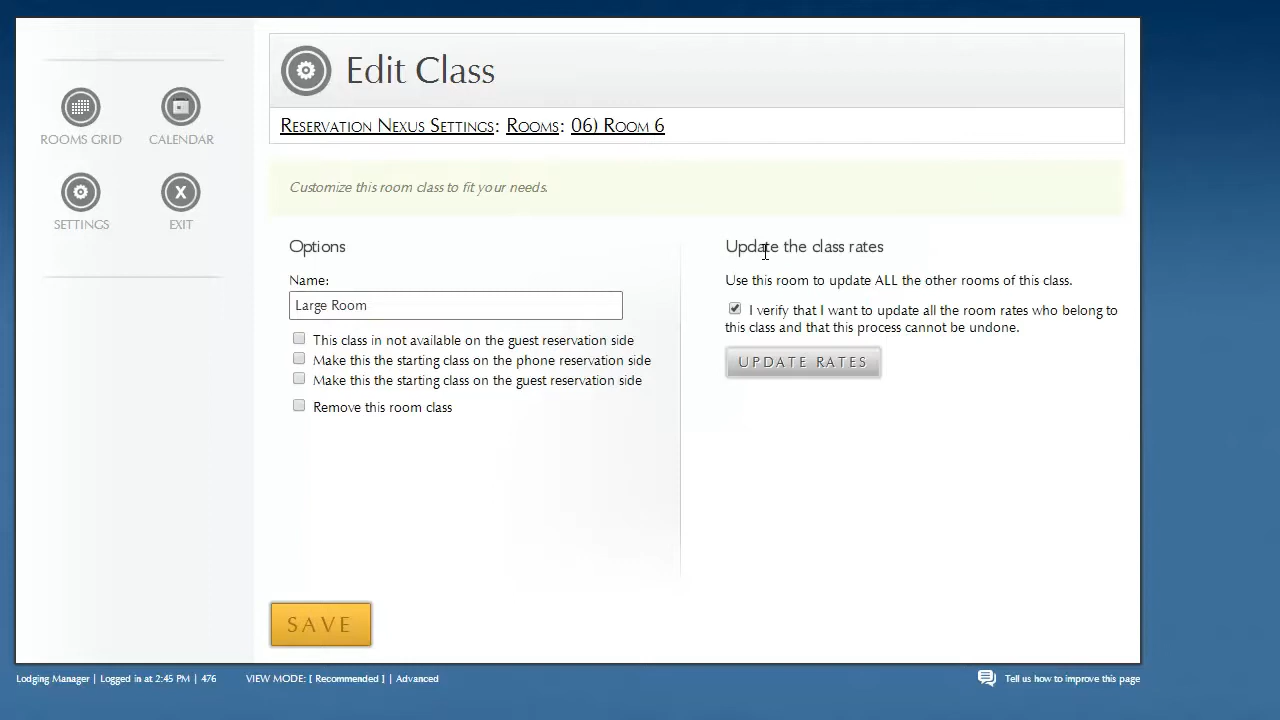 Edit Class
Reservation Nexus Settings: Rooms: 06) Room 6
ROOMS GRID
CALENDAR
SETTINGS
X
EXIT
Customize this room class to fit your needs.
Options
Name:
Large Room
This class in not available on the guest reservation side
Make this the starting class on the phone reservation side
Make this the starting class on the guest reservation side
Remove this room class
Update the class rates
Use this room to update ALL the other rooms of this class.
I verify that I want to update all the room rates who belong to
this class and that this process cannot be undone.
UPDATE RATES
SAVE
Lodging Manager | Logged in at 2:45 PM | 476
VIEW MODE: [ Recommended ] | Advanced
Tell us how to improve this page